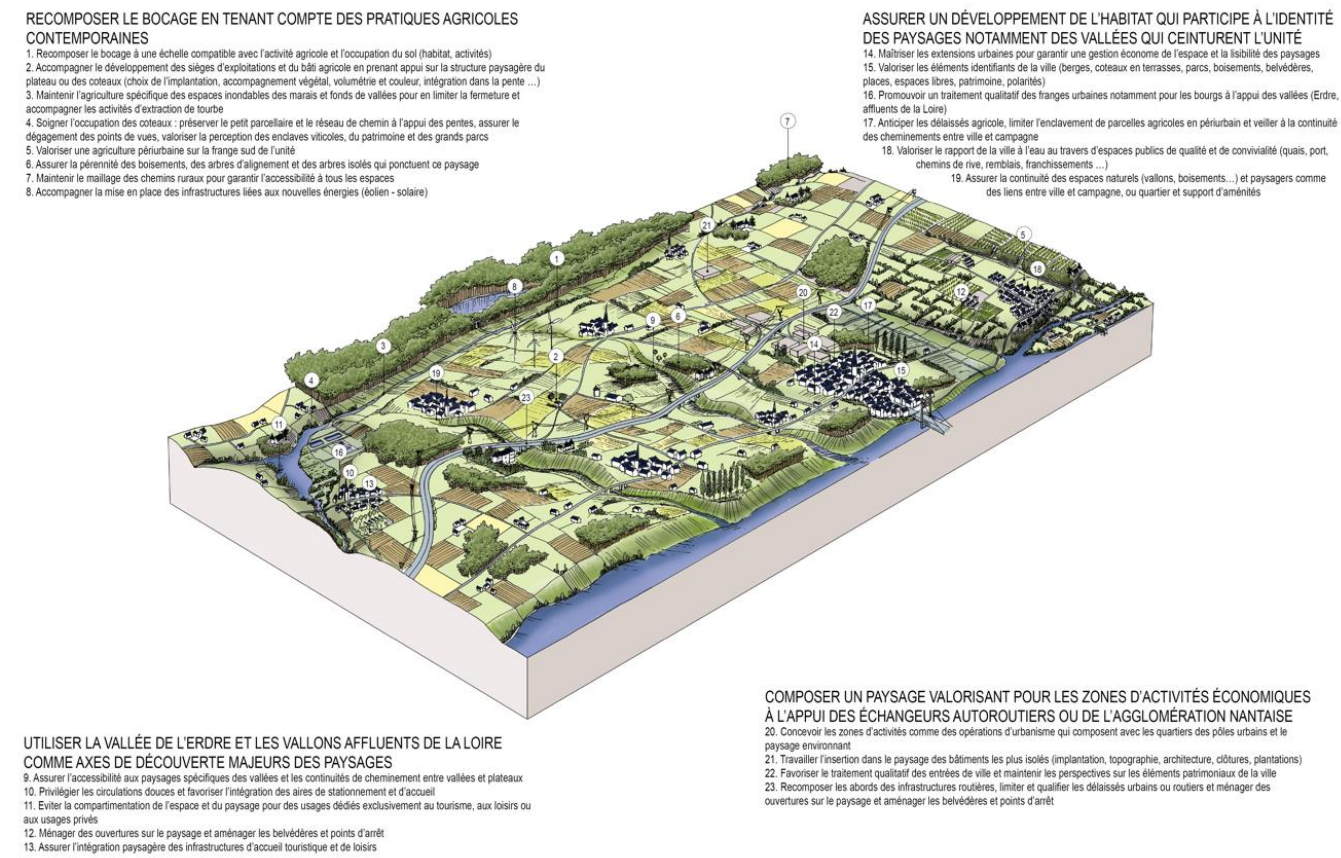 RECOMPOSER LE BOCAGE EN TENANT COMPTE DES PRATIQUES AGRICOLES
CONTEMPORAINES
1. Recomposer le bocage à une échelle compatible avec l'activité agricole et l'occupation du sol (habitat, activités)
2. Accompagner le développement des sièges d'exploitations et du bâti agricole en prenant appui sur la structure paysagère du
plateau ou des coteaux (choix de l'implantation, accompagnement végétal, volumétrie et couleur, intégration dans la pente …)
3. Maintenir l'agriculture spécifique des espaces inondables des marais et fonds de vallées pour en limiter la fermeture et
accompagner les activités d'extraction de tourbe
4. Soigner l'occupation des coteaux : préserver le petit parcellaire et le réseau de chemin à l'appui des pentes, assurer le
dégagement des points de vues, valoriser la perception des enclaves viticoles, du patrimoine et des grands parcs
5. Valoriser une agriculture périurbaine sur la frange sud de l'unité
6. Assurer la pérennité des boisements, des arbres d'alignement et des arbres isolés qui ponctuent ce paysage
7. Maintenir le maillage des chemins ruraux pour garantir l'accessibilité à tous les espaces
8. Accompagner la mise en place des infrastructures liées aux nouvelles énergies (éolien - solaire)
ASSURER UN DÉVELOPPEMENT DE L'HABITAT QUI PARTICIPE À L'IDENTITÉ
DES PAYSAGES NOTAMMENT DES VALLÉES QUI CEINTURENT L'UNITÉ
14. Maîtriser les extensions urbaines pour garantir une gestion économe de l'espace et la lisibilité des paysages
15. Valoriser les éléments identifiants de la ville (berges, coteaux en terrasses, parcs, boisements, belvédères,
places, espaces libres, patrimoine, polarités)
16. Promouvoir un traitement qualitatif des franges urbaines notamment pour les bourgs à l'appui des vallées (Erdre,
affluents de la Loire)
17. Anticiper les délaissés agricole, limiter l'enclavement de parcelles agricoles en périurbain et veiller à la continuité
des cheminements entre ville et campagne
18. Valoriser le rapport de la ville à l'eau au travers d'espaces publics de qualité et de convivialité (quais, port,
chemins de rive, remblais, franchissements …)
19. Assurer la continuité des espaces naturels (vallons, boisements…) et paysagers comme
des liens entre ville et campagne, ou quartier et support d'aménités
7
21
5
1
18
8
20
12
9
6
17
22
3
14
2
19
15
4
23
11
16
10
13
UTILISER LA VALLÉE DE L'ERDRE ET LES VALLONS AFFLUENTS DE LA LOIRE
COMME AXES DE DÉCOUVERTE MAJEURS DES PAYSAGES
9. Assurer l'accessibilité aux paysages spécifiques des vallées et les continuités de cheminement entre vallées et plateaux
10. Privilégier les circulations douces et favoriser l'intégration des aires de stationnement et d'accueil
11. Eviter la compartimentation de l'espace et du paysage pour des usages dédiés exclusivement au tourisme, aux loisirs ou
aux usages privés
12. Ménager des ouvertures sur le paysage et aménager les belvédères et points d'arrêt
13. Assurer l'intégration paysagère des infrastructures d'accueil touristique et de loisirs
COMPOSER UN PAYSAGE VALORISANT POUR LES ZONES D'ACTIVITÉS ÉCONOMIQUES
À L'APPUI DES ÉCHANGEURS AUTOROUTIERS OU DE L'AGGLOMÉRATION NANTAISE
20. Concevoir les zones d'activités comme des opérations d'urbanisme qui composent avec les quartiers des pôles urbains et le
paysage environnant
21. Travailler l'insertion dans le paysage des bâtiments les plus isolés (implantation, topographie, architecture, clôtures, plantations)
22. Favoriser le traitement qualitatif des entrées de ville et maintenir les perspectives sur les éléments patrimoniaux de la ville
23. Recomposer les abords des infrastructures routières, limiter et qualifier les délaissés urbains ou routiers et ménager des
ouvertures sur le paysage et aménager les belvédères et points d'arrêt